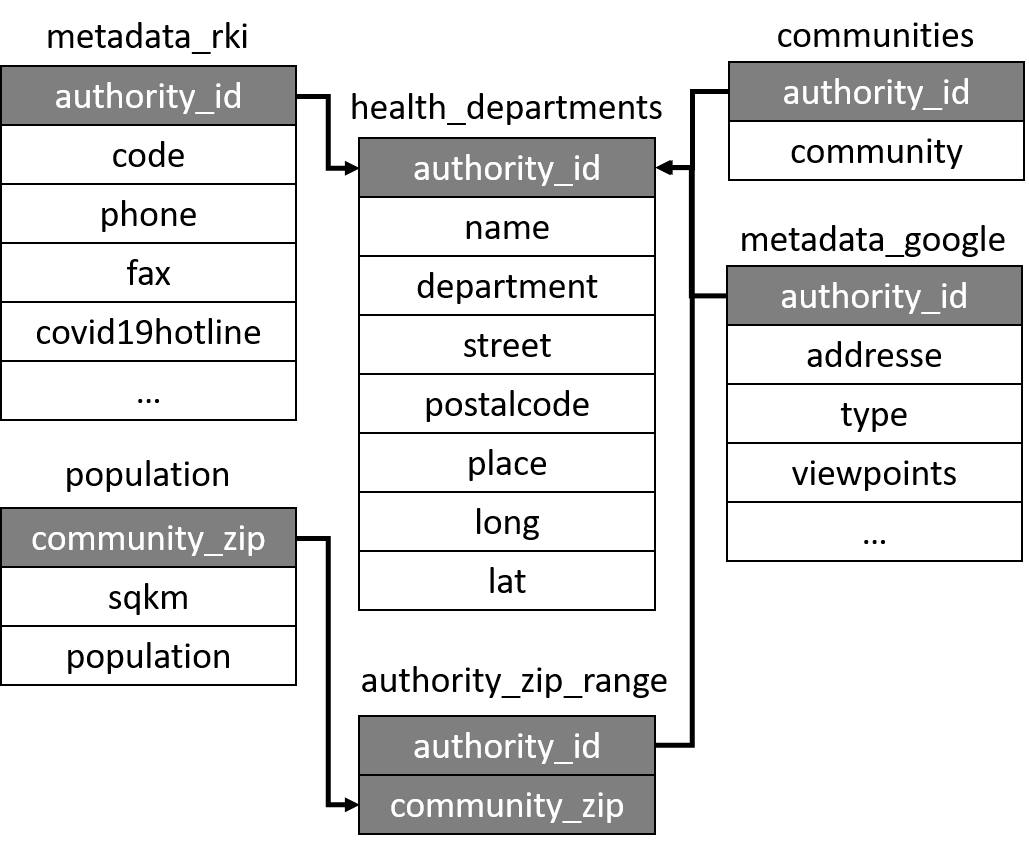 metadata_rki
authority_id
code
phone
fax
covid19hotline
...
health_departments
authority_id
name
department
street
postalcode
place
long
lat
communities
authority_id
community
metadata_google
authority_id
addresse
type
viewpoints
...
population
community_zip
sqkm
population
authority_zip_range
authority_id
community_zip